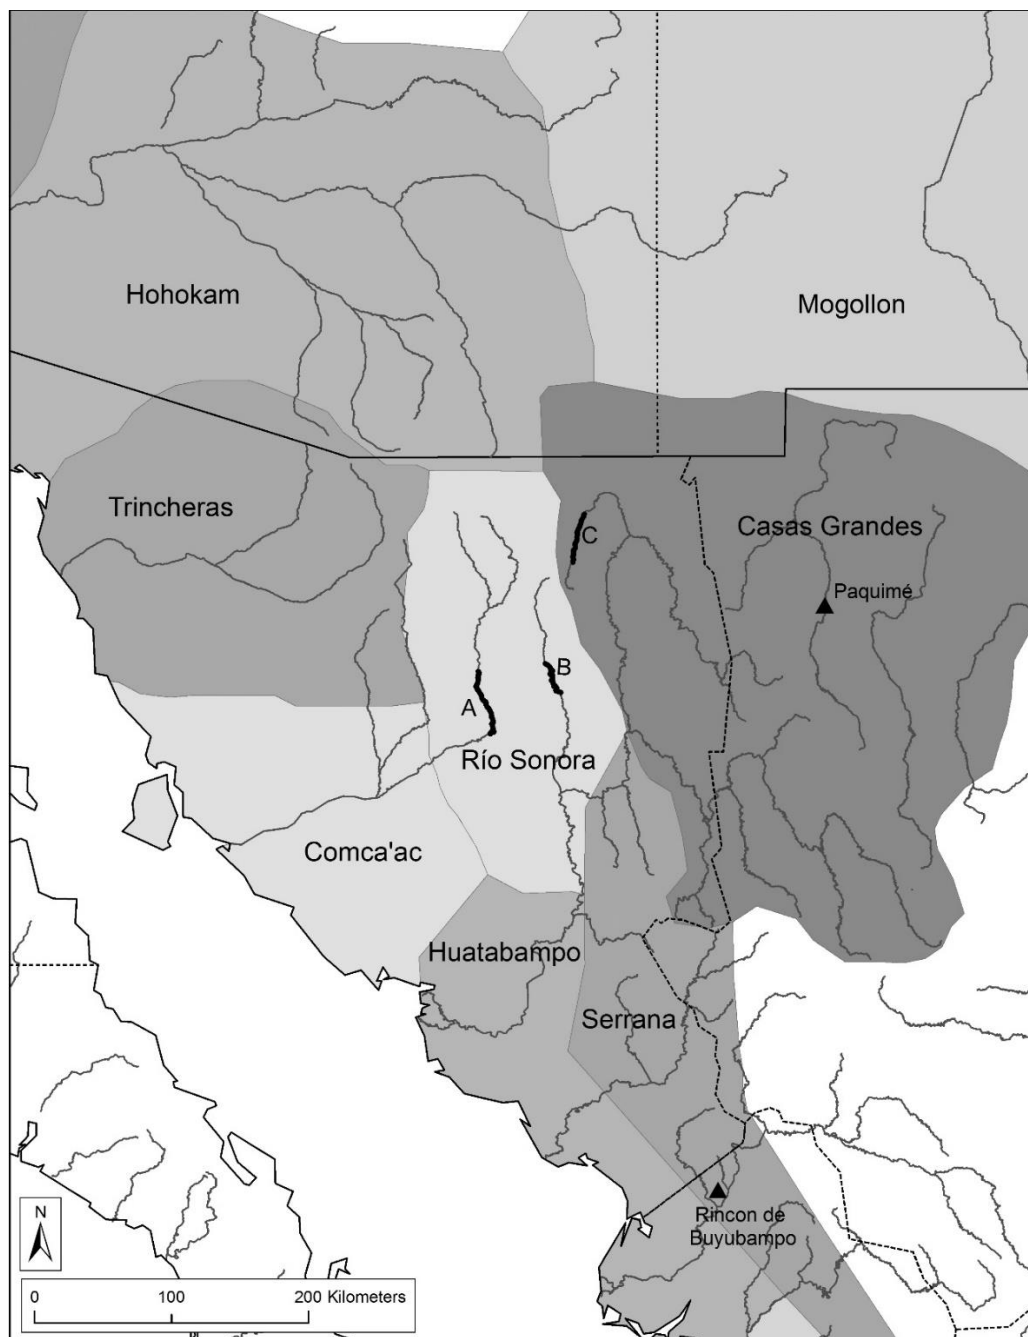 Hohokam
Mogollon
Trincheras
Casas Grandes
C
Paquimé
B
A
Río Sonora
Comca'ac
Huatabampo
Serrana
Rincon de
Buyubampo
N
0 100 200 Kilometers